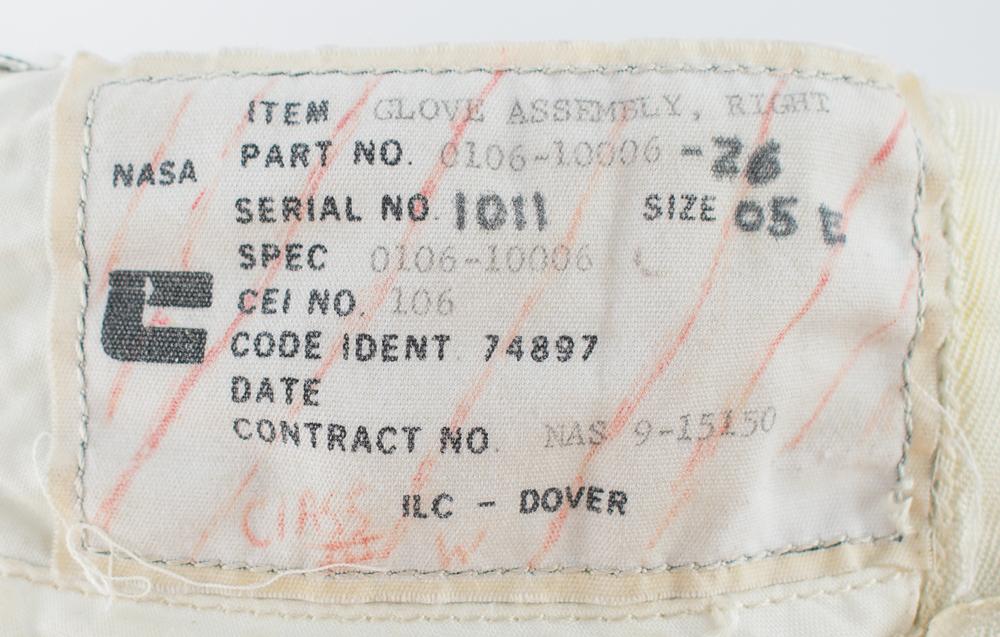 ITEM GLOVE ASSEMBLY, RIGHT
PART NO. 0106-10006 -26
NASA
SERIAL NO. 1011 SIZE 05 E
SPEC 0106-10006
CEI NO. 106
CODE IDENT 74897
DATE
CONTRACT NO. NAS 9-15150
CLASS
W
ILC - DOVER